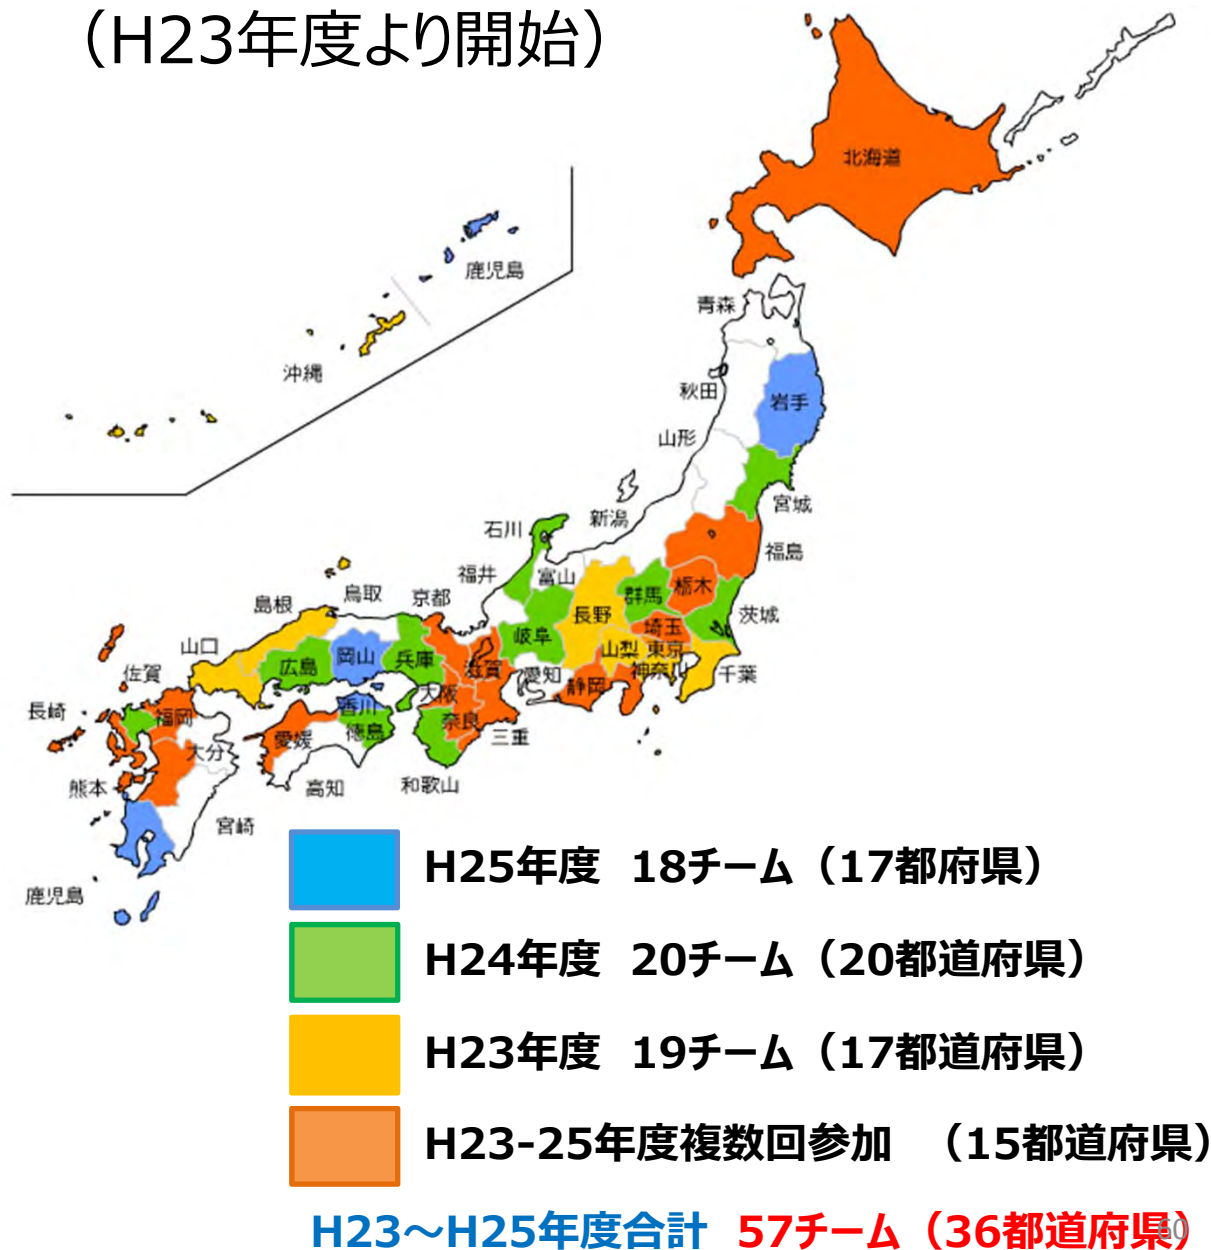 （H23年度より開始）
北海道
鹿児島
青森
沖縄
秋田
岩手
山形
宮城
新潟
石川
福島
福井
富山
栃木
群馬
鳥取
京都
島根
長野
茨城
埼玉
岐阜
山口
山梨
東京
岡山
兵庫
広島
滋賀
愛知
神奈川
千葉
佐賀
静岡
大阪
香川
長崎
福岡
奈良
徳島
三重
愛媛
大分
熊本
高知
和歌山
宮崎
鹿児島
H25年度 18チーム（17都府県）
H24年度 20チーム（20都道府県）
H23年度 19チーム（17都道府県）
H23-25年度複数回参加 （15都道府県）
H23～H25年度合計 57チーム（36都道府県）
60